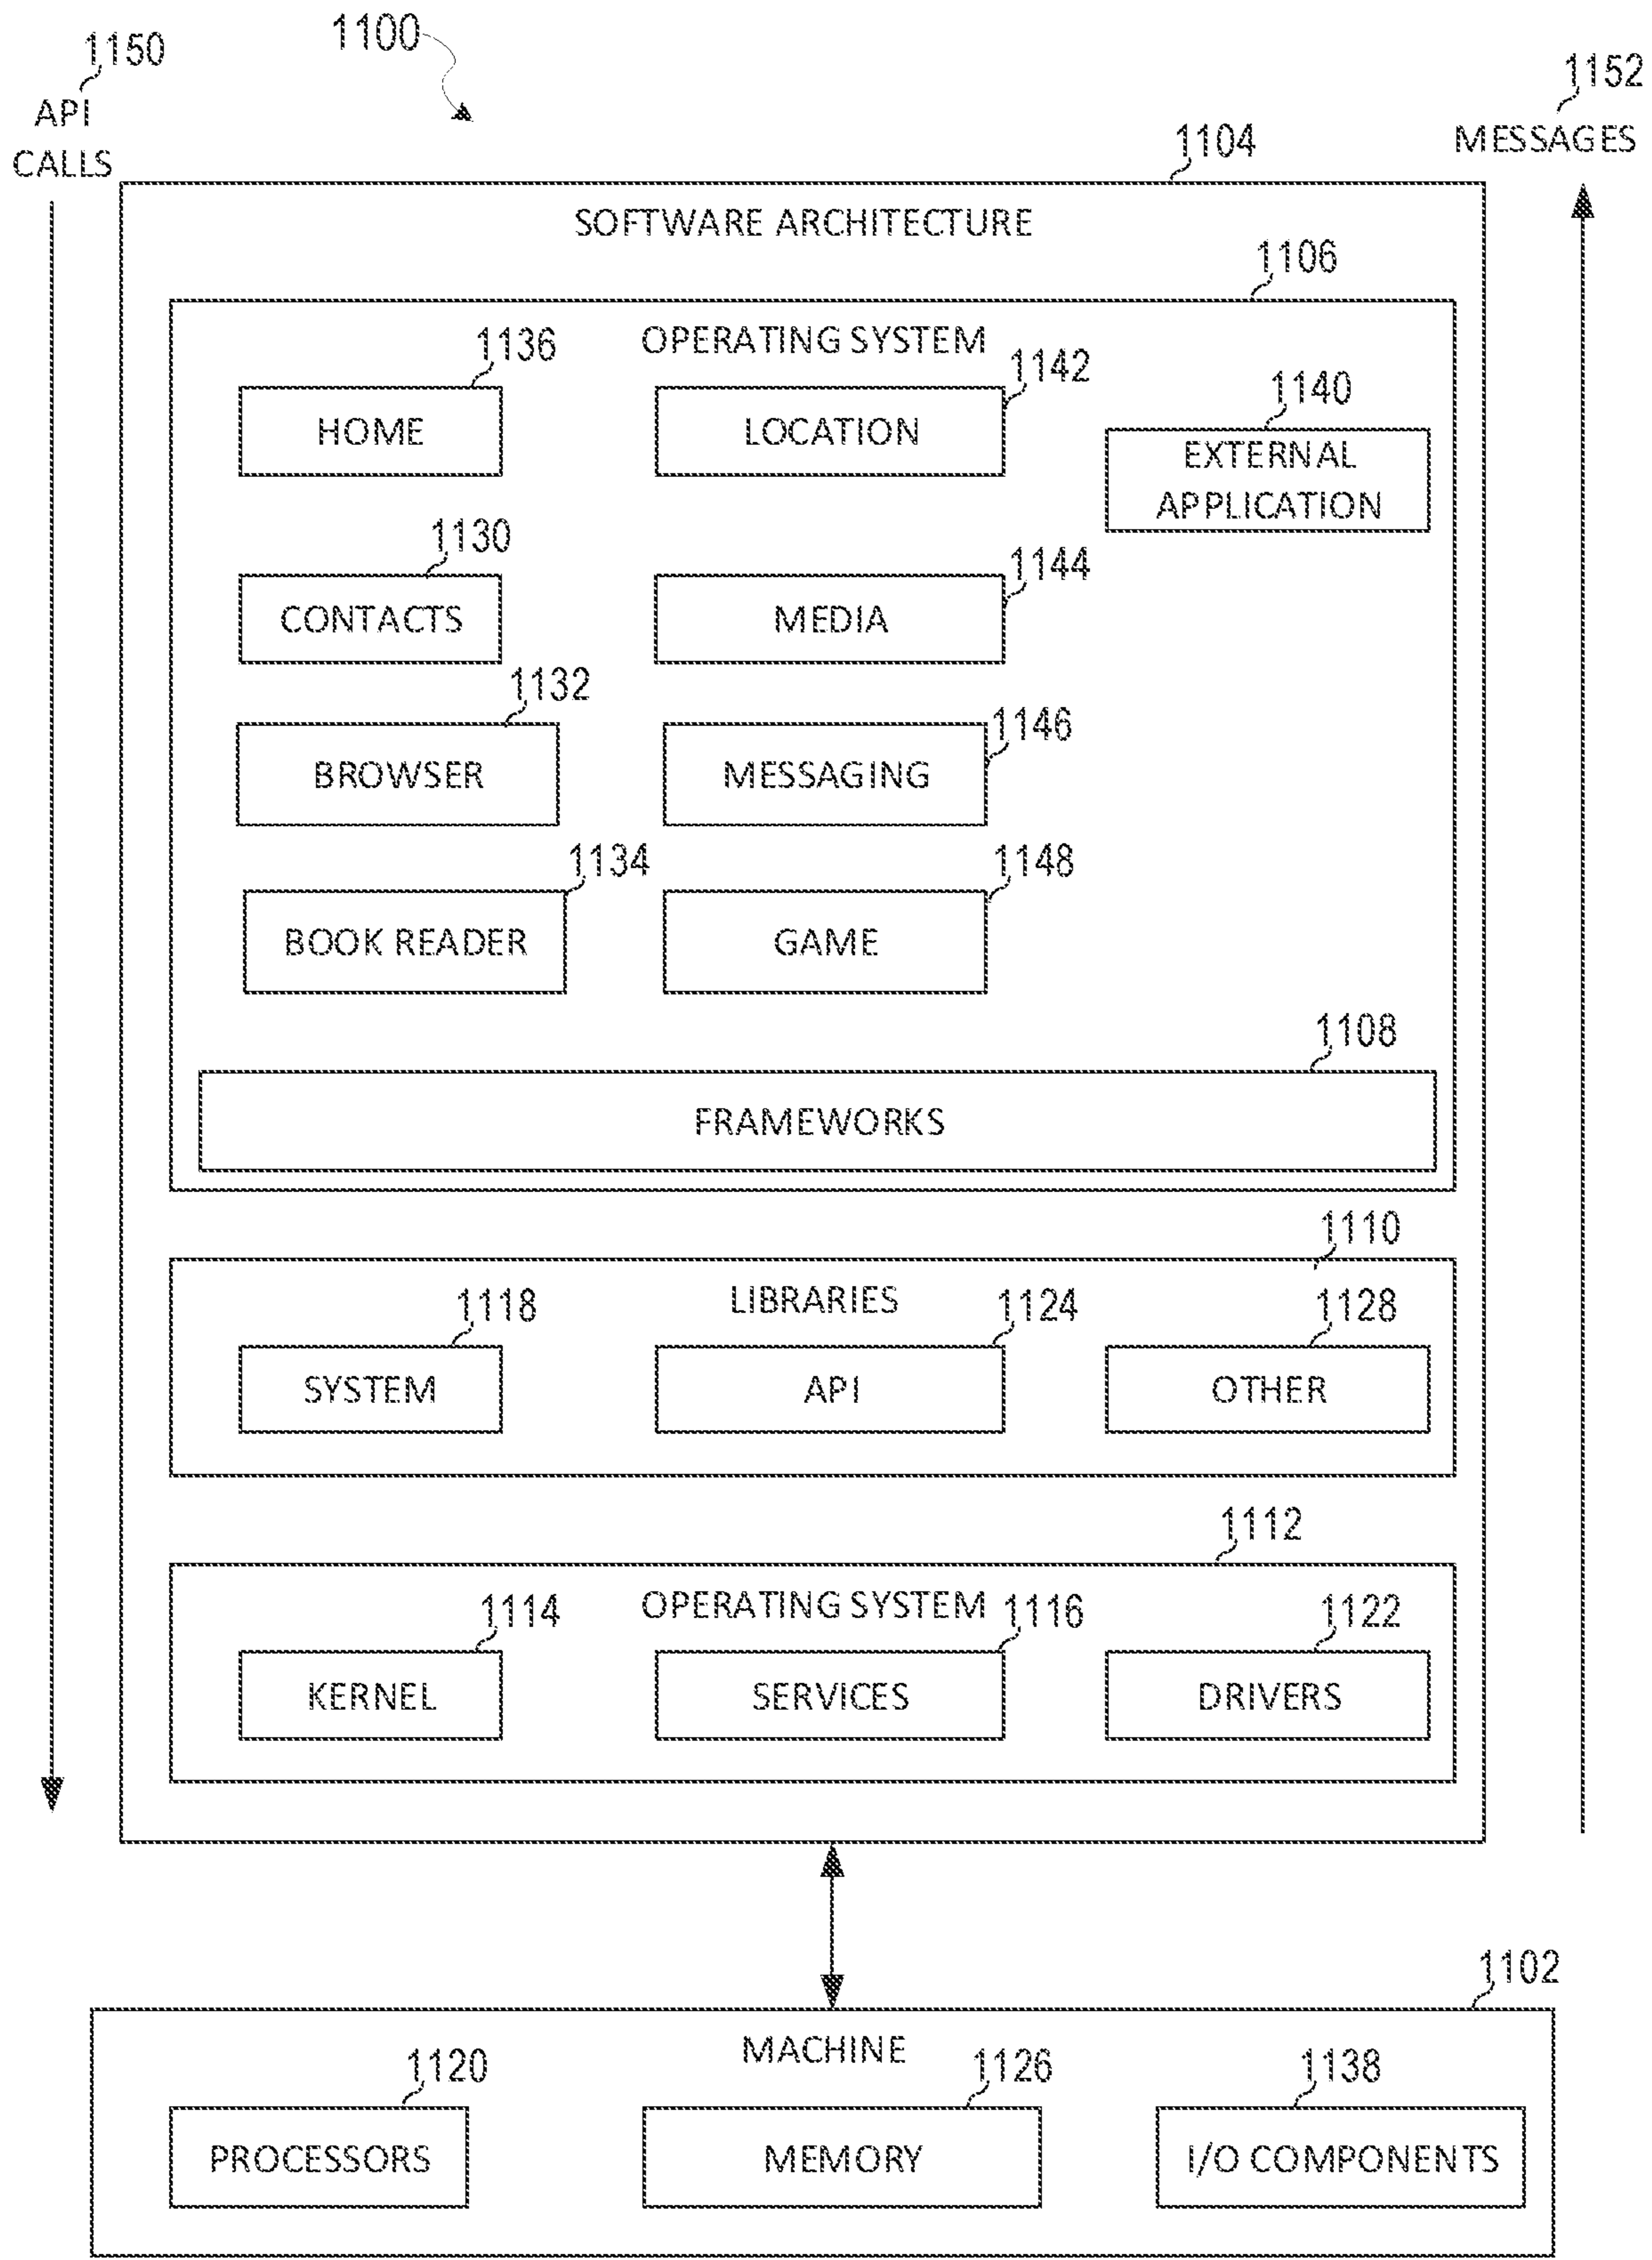 1150
1100
1152
API
CALLS
MESSAGES
1104
SOFTWARE ARCHITECTURE
1106
OPERATING SYSTEM
1136
1142
1140
HOME
LOCATION
EXTERNAL
APPLICATION
1130
1144
CONTACTS
MEDIA
1132
1146
BROWSER
MESSAGING
1134
1148
BOOK READER
GAME
1108
FRAMEWORKS
1110
LIBRARIES
1118
1124
1128
SYSTEM
API
OTHER
1112
OPERATING SYSTEM
1114
1116
1122
KERNEL
SERVICES
DRIVERS
1102
MACHINE
1120
1126
1138
PROCESSORS
MEMORY
I/O COMPONENTS